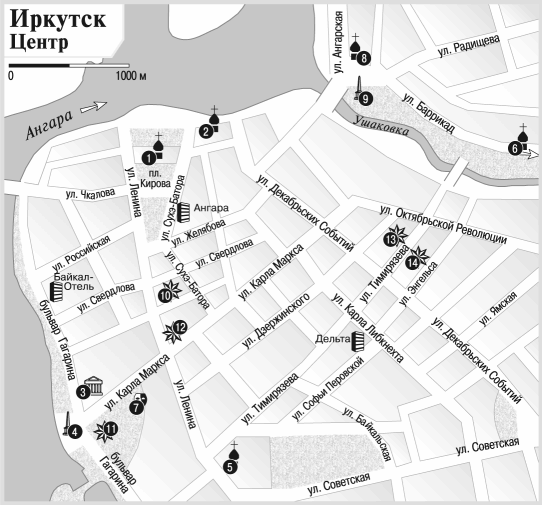 Иркутск
Центр
0 1000 м
Ангара
ул. Ангарская
ул. Радищева
8
9
ул. Баррикад
Ушаковка
6
2
1
пл.
Кирова
ул. Чкалова
ул. Ленина
ул. Сухэ-Батора
Ангара
ул. Желябова
ул. Декабрьских Событий
ул. Октябрьской Революции
13
14
ул. Российская
ул. Свердлова
ул. Сухэ-Батора
ул. Карла Маркса
ул. Тимирязева
ул. Энгельса
Байкал-
Отель
ул. Свердлова
10
12
ул. Дзержинского
ул. Карла Либкнехта
ул. Ямская
Дельта
ул. Декабрьских Событий
бульвар Гагарина
3
ул. Карла Маркса
7
ул. Ленина
ул. Тимирязева
ул. Софьи Перовской
ул. Байкальская
4
11
5
бульвар
Гагарина
ул. Советская
ул. Советская